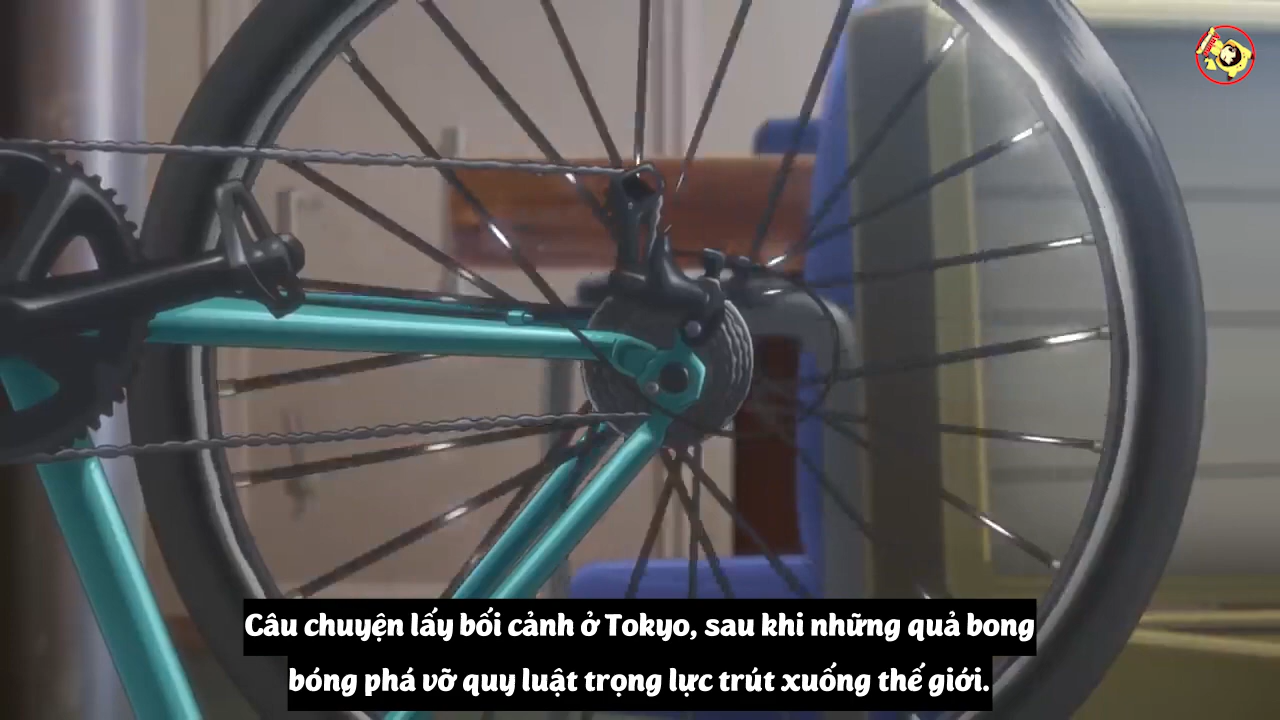 Câu chuyện lấy bối cảnh ở Tokyo, sau khi những quả bong
bóng phá vỡ quy luật trọng lực trút xuống thế giới.